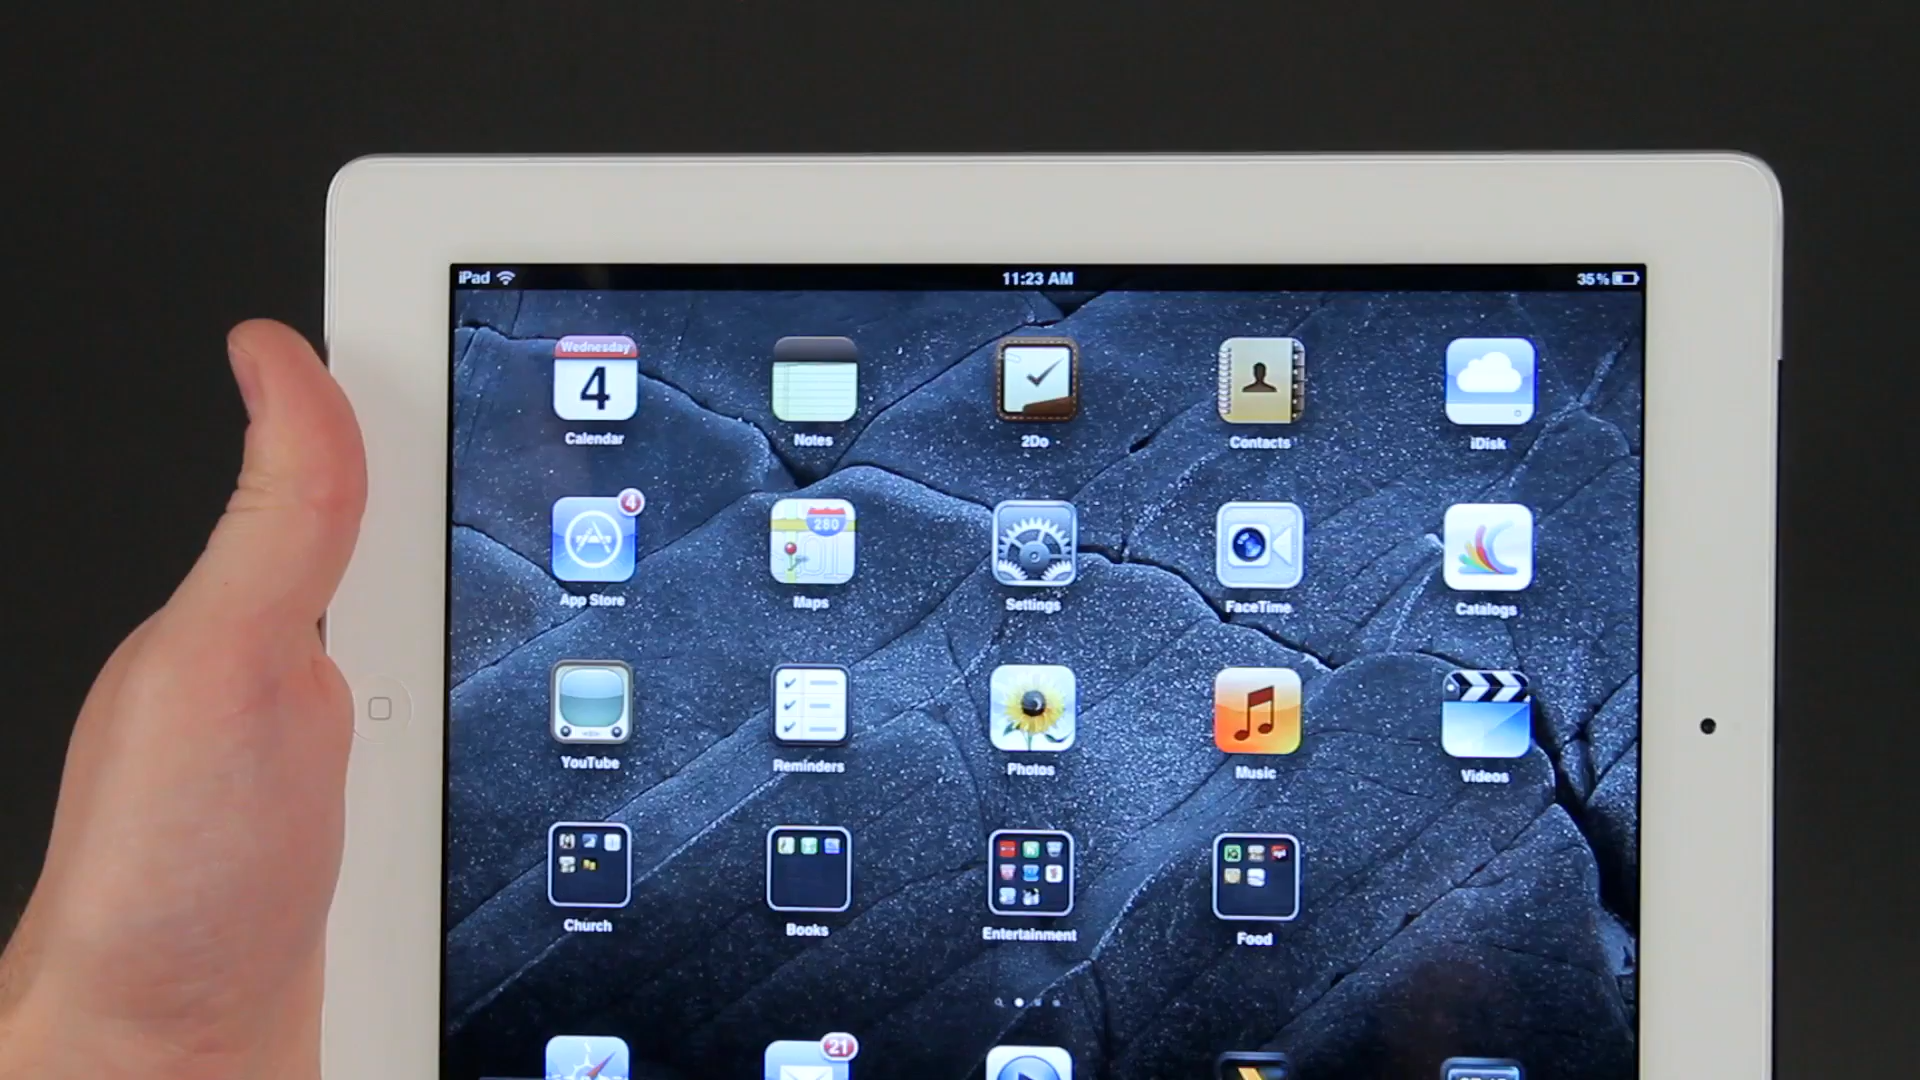 iPad 11:23 AM 35%
Wednesday
4
Calendar Notes 2Do Contacts iDisk
4
280
App Store Maps Settings FaceTime Catalogs
YouTube Reminders Photos Music Videos
Church Books Entertainment Food
21